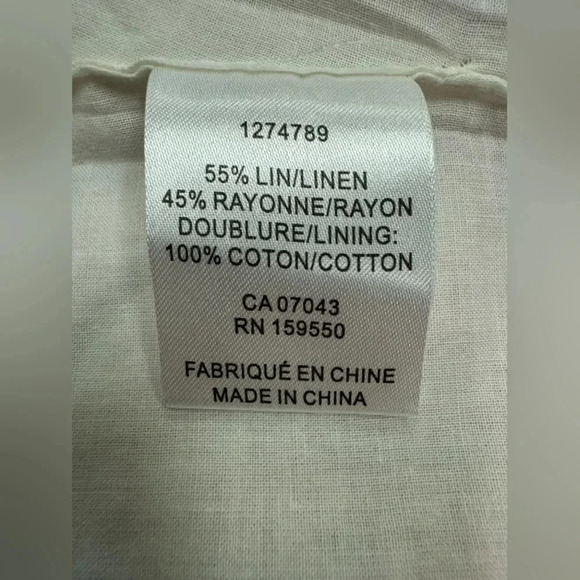 1274789
55% LIN/LINEN
45% RAYONNE/RAYON
DOUBLURE/LINING:
100% COTON/COTTON
CA 07043
RN 159550
FABRIQUÉ EN CHINE
MADE IN CHINA